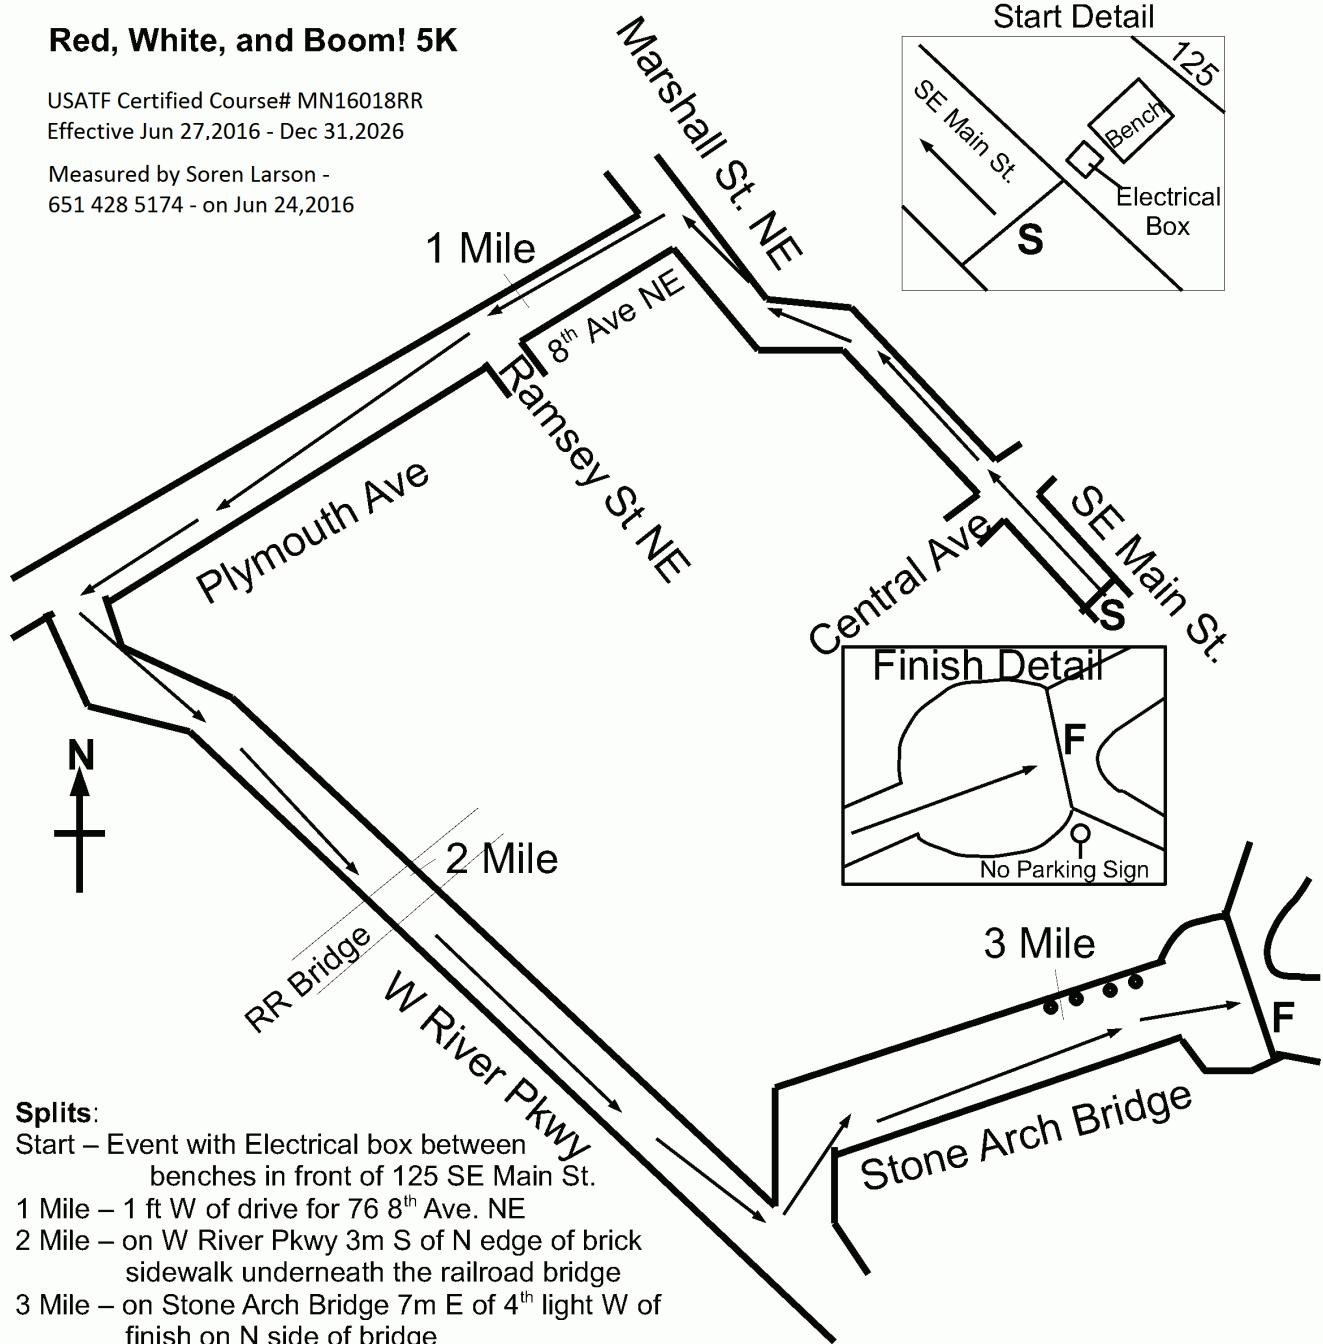 Red, White, and Boom! 5K
USATF Certified Course# MN16018RR
Effective Jun 27,2016 - Dec 31,2026
Measured by Soren Larson -
651 428 5174 - on Jun 24,2016
Start Detail
125
SE Main St.
Bench
Electrical
Box
S
Marshall St. NE
1 Mile
8th Ave NE
Ramsey St NE
Plymouth Ave
Central Ave
SE Main St.
S
Finish Detail
F
No Parking Sign
N
2 Mile
RR Bridge
W River Pkwy
3 Mile
F
Stone Arch Bridge
Splits:
Start – Event with Electrical box between
benches in front of 125 SE Main St.
1 Mile – 1 ft W of drive for 76 8th Ave. NE
2 Mile – on W River Pkwy 3m S of N edge of brick
sidewalk underneath the railroad bridge
3 Mile – on Stone Arch Bridge 7m E of 4th light W of
finish on N side of bridge